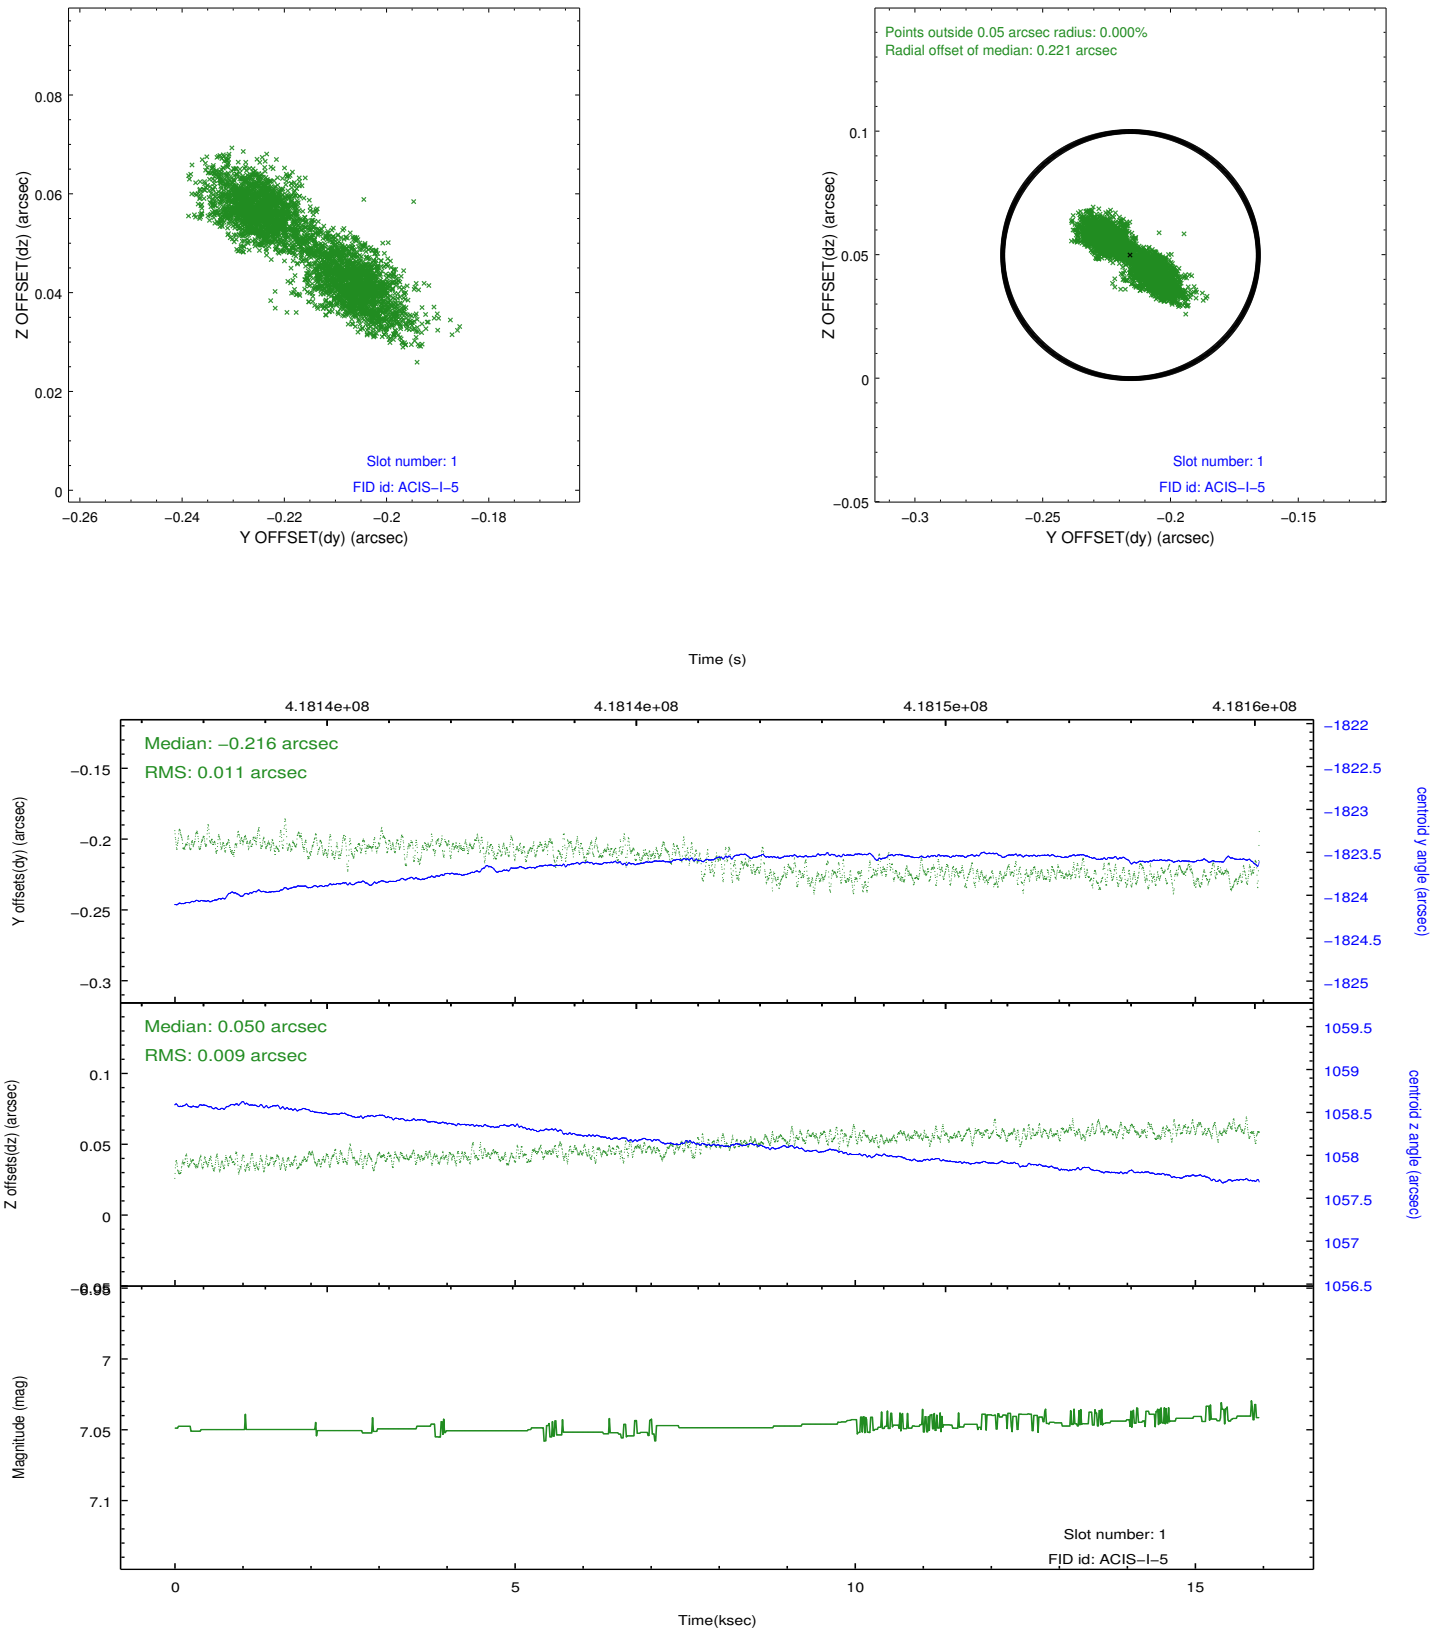 0.08
0.06
0.04
0.02
0
Z OFFSET(dz) (arcsec)
Slot number: 1
FID id: ACIS−I−5
−0.26 −0.24 −0.22 −0.2 −0.18
Y OFFSET(dy) (arcsec)
Points outside 0.05 arcsec radius: 0.000%
Radial offset of median: 0.221 arcsec
0.1
0.05
0
−0.05
Z OFFSET(dz) (arcsec)
Slot number: 1
FID id: ACIS−I−5
−0.3 −0.25 −0.2 −0.15
Y OFFSET(dy) (arcsec)
Time (s)
4.1814e+08 4.1814e+08 4.1815e+08 4.1816e+08
Median: −0.216 arcsec
RMS: 0.011 arcsec
−0.15
−0.2
−0.25
−0.3
Y offsets(dy) (arcsec)
−1822
−1822.5
−1823
−1823.5
−1824
−1824.5
−1825
centroid y angle (arcsec)
Median: 0.050 arcsec
RMS: 0.009 arcsec
0.1
0.05
0
Z offsets(dz) (arcsec)
1059.5
1059
1058.5
1058
1057.5
1057
1056.5
centroid z angle (arcsec)
7
7.05
7.1
Magnitude (mag)
Slot number: 1
FID id: ACIS−I−5
0 5 10 15
Time(ksec)